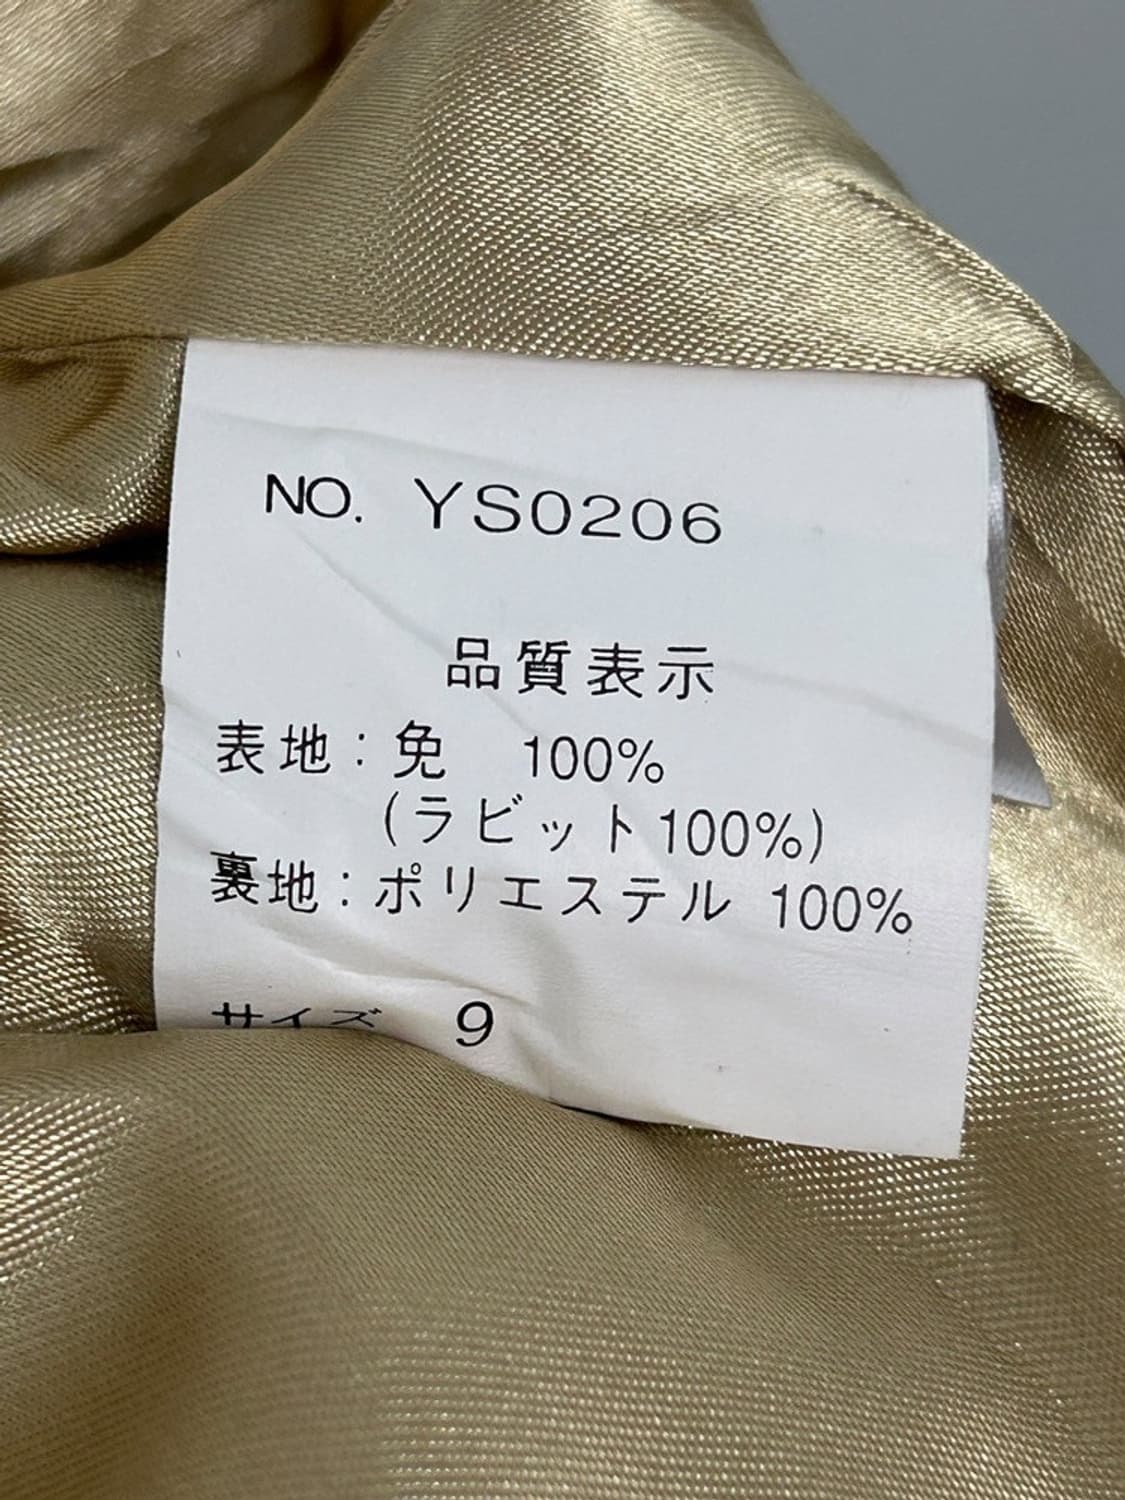 NO. YS0206
品質表示
表地：免 100%
(ラビット100%)
裏地：ポリエステル 100%
サイズ 9